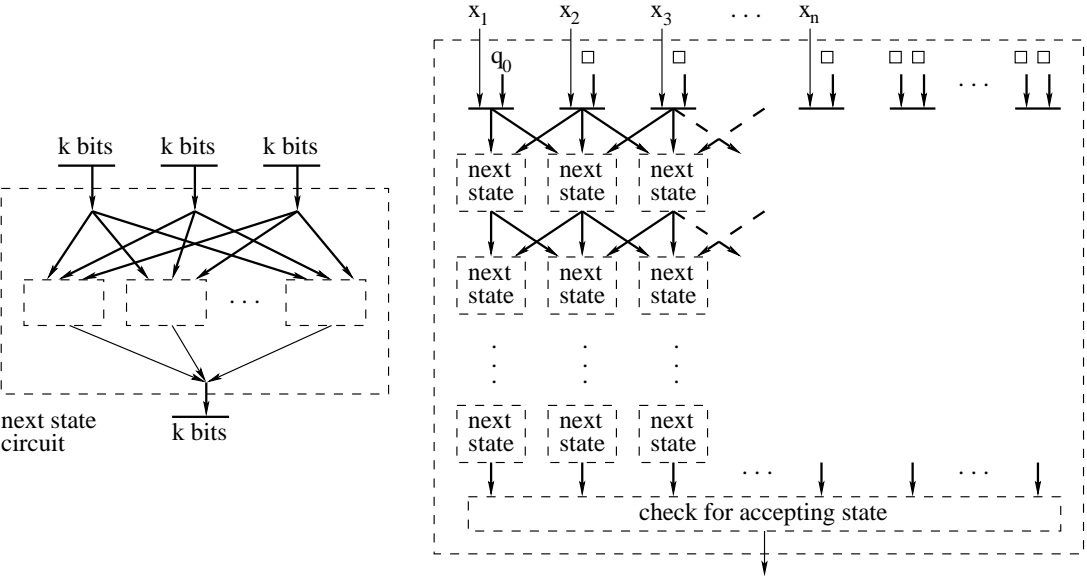 k bits k bits k bits
. . .
k bits
next state
circuit
x1 x2 x3 . . . xn
q0 □ □ □ □ □ . . . □ □
next state next state next state
next state next state next state
. . .
. . .
. . .
next state next state next state
. . . . . .
check for accepting state